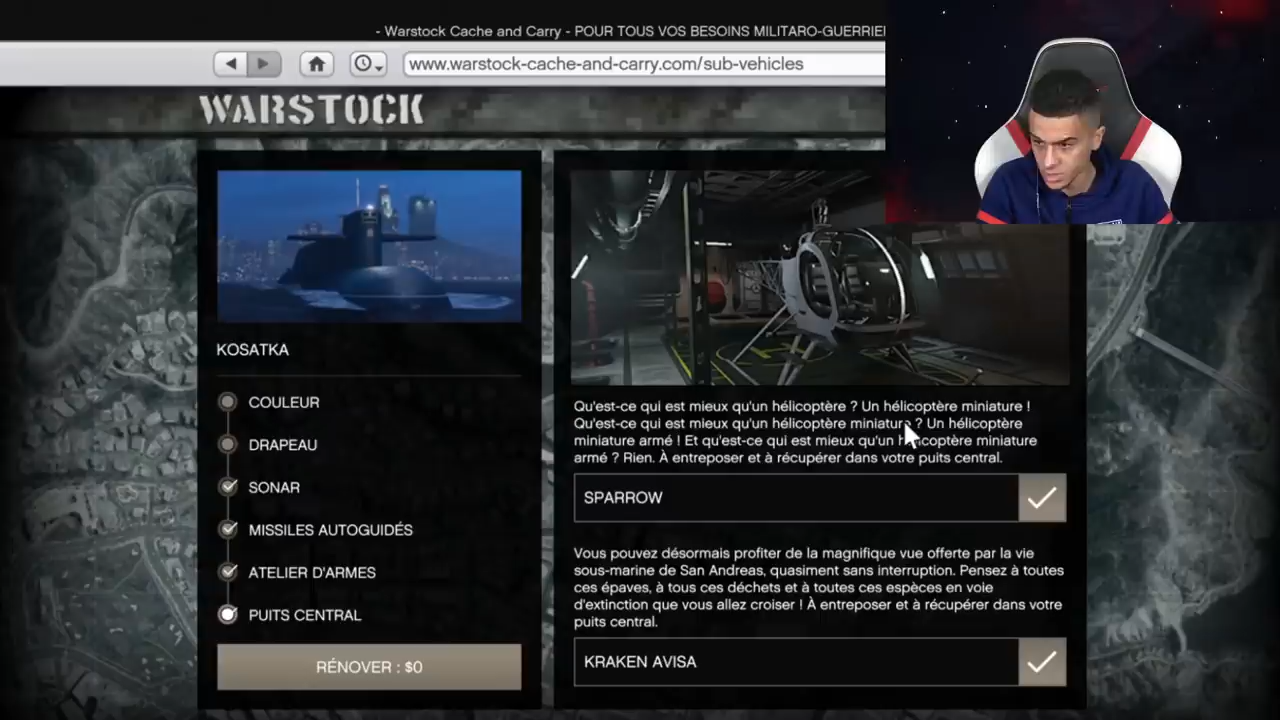 - Warstock Cache and Carry - POUR TOUS VOS BESOINS MILITARO-GUERRIE
www.warstock-cache-and-carry.com/sub-vehicles
WARSTOCK
KOSATKA
COULEUR
DRAPEAU
SONAR
MISSILES AUTOGUIDÉS
ATELIER D'ARMES
PUITS CENTRAL
RÉNOVER : $0
Qu'est-ce qui est mieux qu'un hélicoptère ? Un hélicoptère miniature !
Qu'est-ce qui est mieux qu'un hélicoptère miniature ? Un hélicoptère
miniature armé ! Et qu'est-ce qui est mieux qu'un hélicoptère miniature
armé ? Rien. À entreposer et à récupérer dans votre puits central.
SPARROW
Vous pouvez désormais profiter de la magnifique vue offerte par la vie
sous-marine de San Andreas, quasiment sans interruption. Pensez à toutes
ces épaves, à tous ces déchets et à toutes ces espèces en voie
d'extinction que vous allez croiser ! À entreposer et à récupérer dans votre
puits central.
KRAKEN AVISA